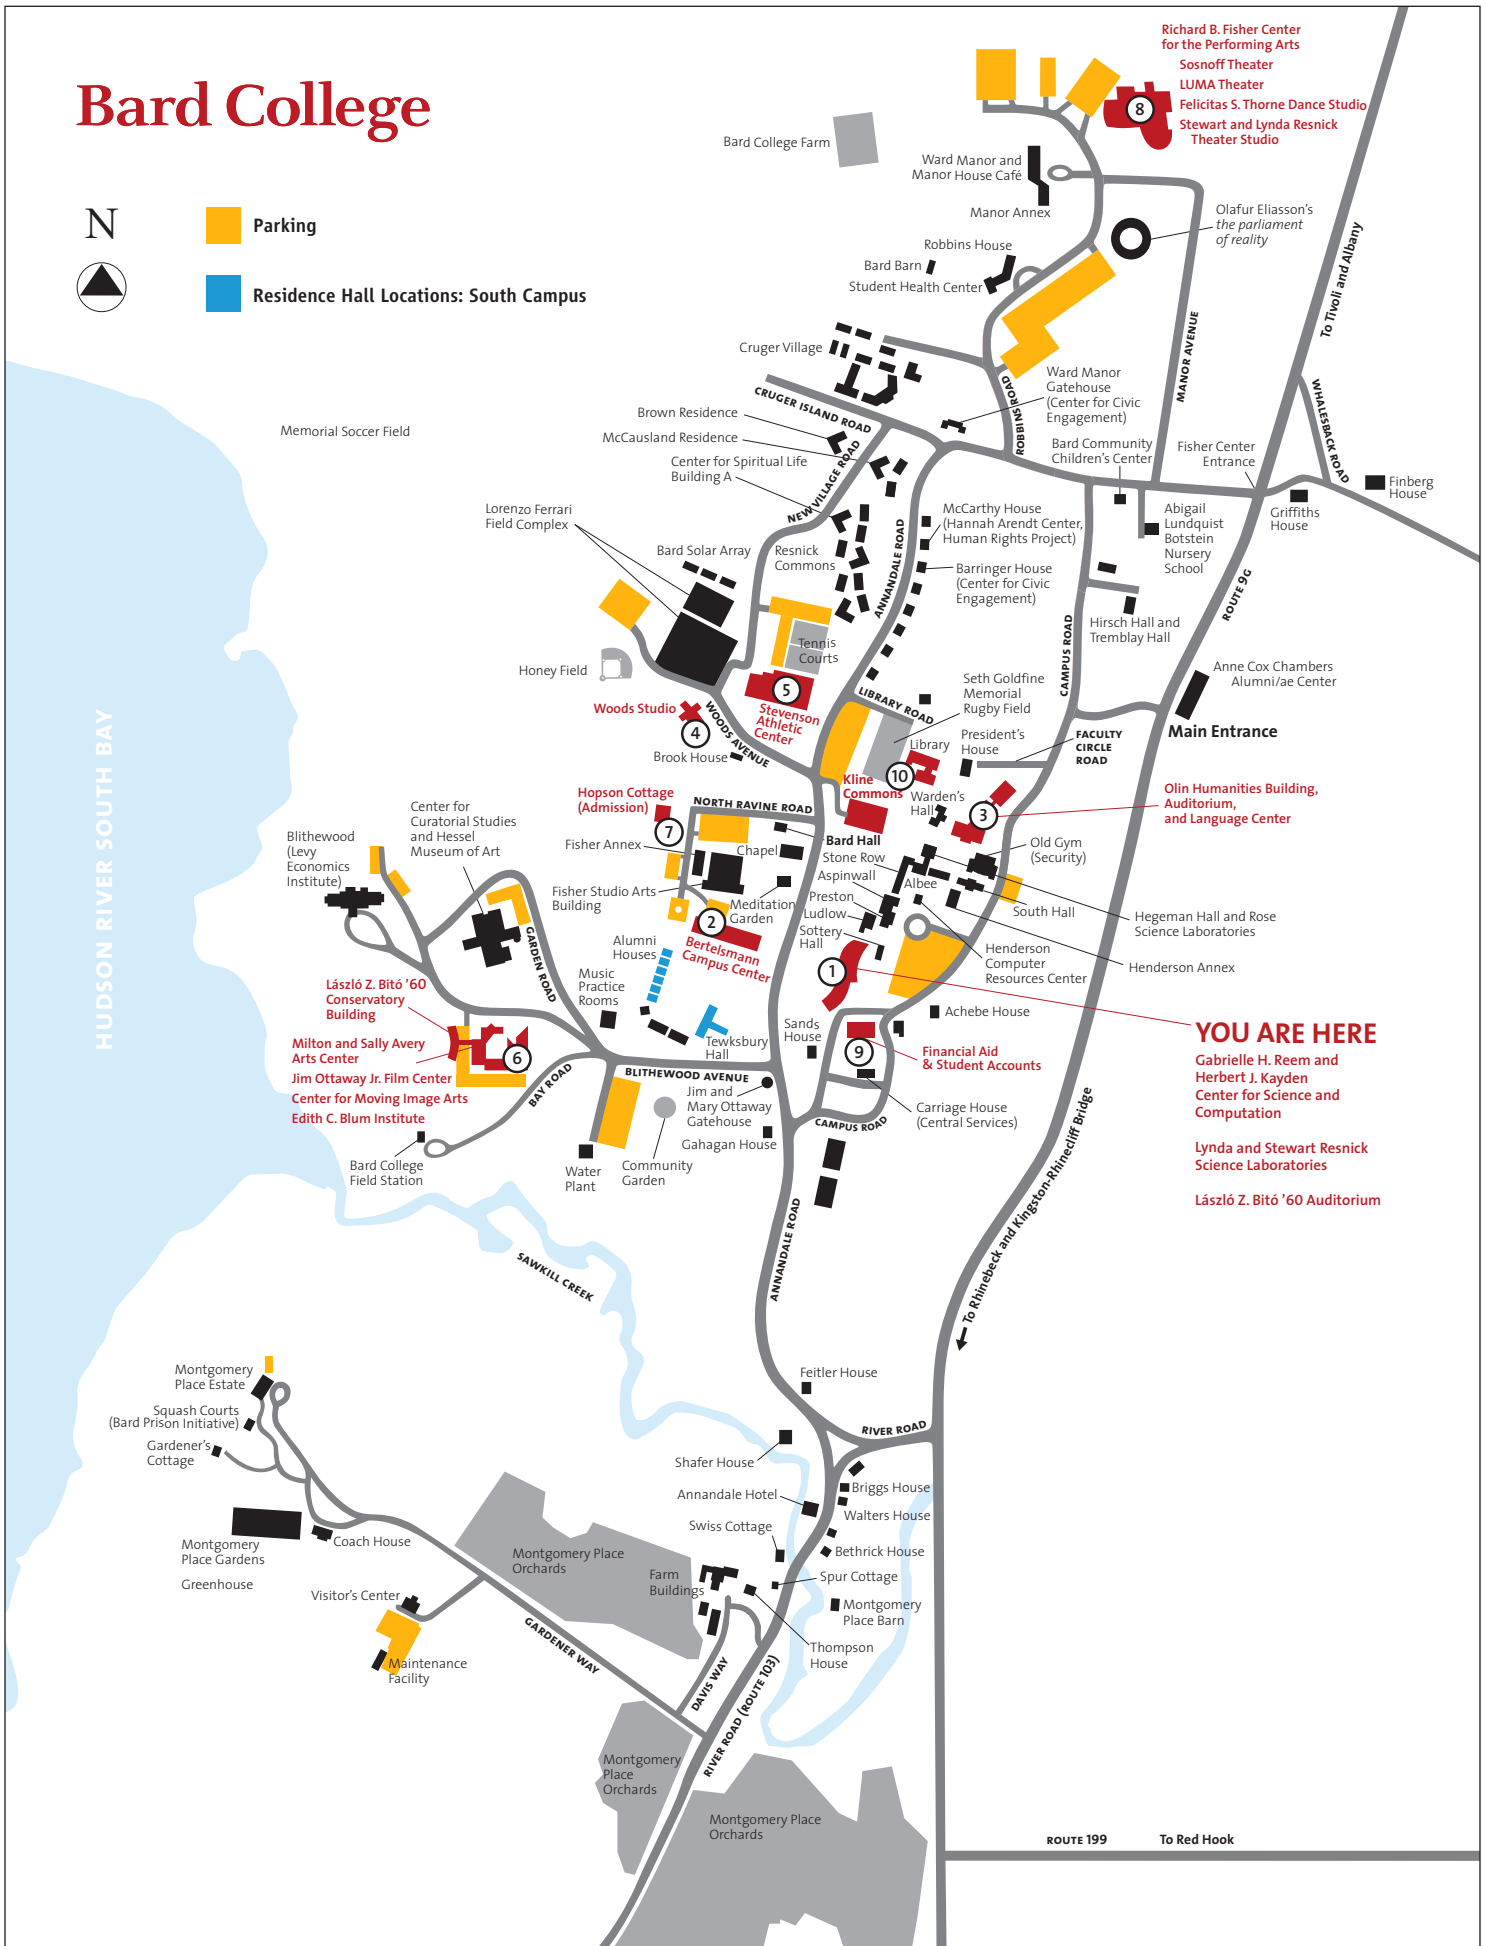 Bard College
N
Parking
Residence Hall Locations: South Campus
Richard B. Fisher Center
for the Performing Arts
Sosnoff Theater
LUMA Theater
Felicitas S. Thorne Dance Studio
Stewart and Lynda Resnick
Theater Studio
8
Bard College Farm
Ward Manor and
Manor House Café
Manor Annex
Olafur Eliasson's
the parliament
of reality
Robbins House
Bard Barn
Student Health Center
To Tivoli and Albany
MANOR AVENUE
WHALESBACK ROAD
Cruger Village
CRUGER ISLAND ROAD
ROBBINS ROAD
Ward Manor
Gatehouse
(Center for Civic
Engagement)
Brown Residence
McCausland Residence
Center for Spiritual Life
Building A
NEW VILLAGE ROAD
Memorial Soccer Field
Bard Community
Children's Center
Fisher Center
Entrance
Finberg
House
Griffiths
House
Abigail
Lundquist
Botstein
Nursery
School
Lorenzo Ferrari
Field Complex
Bard Solar Array
Resnick
Commons
ANNANDALE ROAD
McCarthy House
(Hannah Arendt Center,
Human Rights Project)
Barringer House
(Center for Civic
Engagement)
ROUTE 9G
Hirsch Hall and
Tremblay Hall
CAMPUS ROAD
Tennis
Courts
Honey Field
Woods Studio
4
5
Stevenson
Athletic
Center
WOODS AVENUE
Brook House
LIBRARY ROAD
Seth Goldfine
Memorial
Rugby Field
Anne Cox Chambers
Alumni/ae Center
Main Entrance
Library
10
President's
House
FACULTY
CIRCLE
ROAD
Kline
Commons
Warden's
Hall
3
Olin Humanities Building,
Auditorium,
and Language Center
HUDSON RIVER SOUTH BAY
Hopson Cottage
(Admission)
7
NORTH RAVINE ROAD
Bard Hall
Fisher Annex
Chapel
Stone Row
Aspinwall
Albee
Old Gym
(Security)
Center for
Curatorial Studies
and Hessel
Museum of Art
Blithewood
(Levy
Economics
Institute)
Fisher Studio Arts
Building
Meditation
Garden
Preston
Ludlow
Sottery
Hall
South Hall
Hegeman Hall and Rose
Science Laboratories
2
Bertelsmann
Campus Center
Henderson
Computer
Resources Center
Henderson Annex
GARDEN ROAD
Alumni
Houses
Music
Practice
Rooms
1
László Z. Bitó '60
Conservatory
Building
Milton and Sally Avery
Arts Center
Jim Ottaway Jr. Film Center
Center for Moving Image Arts
Edith C. Blum Institute
6
Tewksbury
Hall
Sands
House
Achebe House
9
Financial Aid
& Student Accounts
YOU ARE HERE
Gabrielle H. Reem and
Herbert J. Kayden
Center for Science and
Computation
Lynda and Stewart Resnick
Science Laboratories
László Z. Bitó '60 Auditorium
BLITHEWOOD AVENUE
BAY ROAD
Jim and
Mary Ottaway
Gatehouse
Gahagan House
Carriage House
(Central Services)
CAMPUS ROAD
Bard College
Field Station
Water
Plant
Community
Garden
ANNANDALE ROAD
To Rhinebeck and Kingston-Rhinecliff Bridge
SAWKILL CREEK
Feitler House
RIVER ROAD
Montgomery
Place Estate
Squash Courts
(Bard Prison Initiative)
Gardener's
Cottage
Shafer House
Annandale Hotel
Briggs House
Walters House
Swiss Cottage
Bethrick House
Coach House
Montgomery
Place Gardens
Greenhouse
Montgomery Place
Orchards
Farm
Buildings
Spur Cottage
Montgomery
Place Barn
Thompson
House
Visitor's Center
Maintenance
Facility
GARDENER WAY
DAVIS WAY
RIVER ROAD (ROUTE 103)
Montgomery
Place
Orchards
Montgomery Place
Orchards
ROUTE 199
To Red Hook